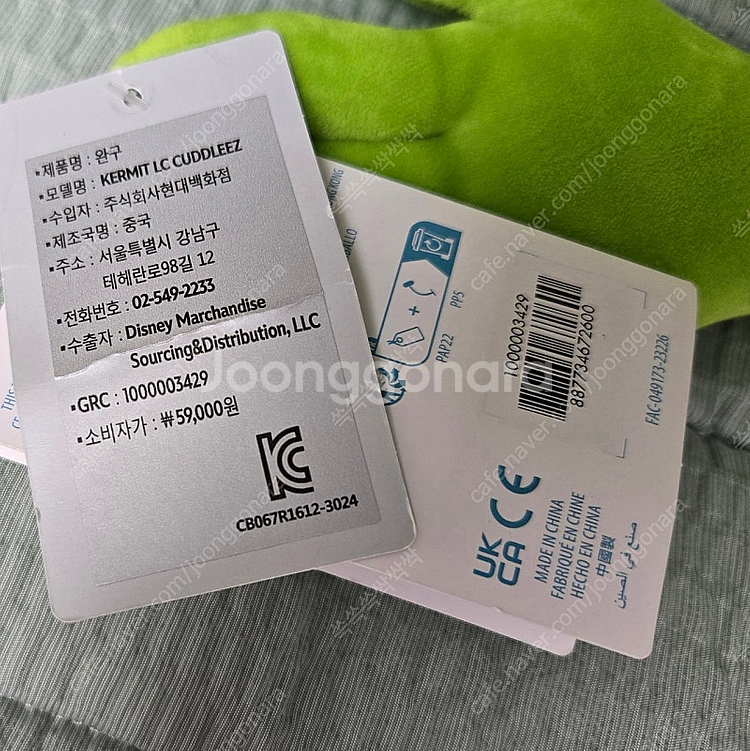 ▪제품명 : 완구
▪모델명 : KERMIT LC CUDDLEEZ
▪수입자 : 주식회사현대백화점
▪제조국명 : 중국
▪주소 : 서울특별시 강남구
테헤란로98길 12
▪전화번호 : 02-549-2233
▪수출자 : Disney Marchandise
Sourcing&Distribution, LLC
▪GRC : 1000003429
▪소비자가 : ₩59,000원
CB067R1612-3024
PAP22
PP5
1000003429
887734672600
FAC-049173-23226
UK
CA
CE
MADE IN CHINA
FABRIQUÉ EN CHINE
HECHO EN CHINA
中國製
صنع في الصين
Joonggonara
cafe.naver.com/joonggonara